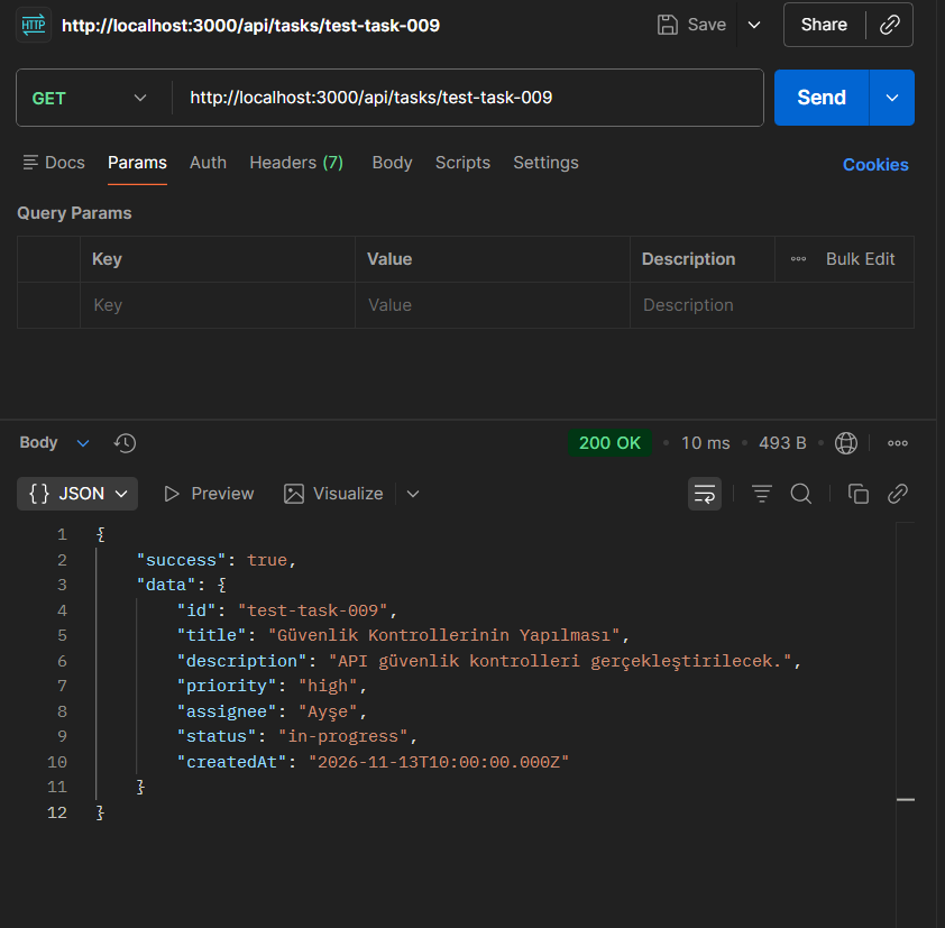 HTTP http://localhost:3000/api/tasks/test-task-009 Save Share
GET http://localhost:3000/api/tasks/test-task-009 Send
Docs Params Auth Headers (7) Body Scripts Settings Cookies
Query Params
Key Value Description Bulk Edit
Key Value Description
Body 200 OK • 10 ms • 493 B •
{} JSON Preview Visualize
1 {
2 "success": true,
3 "data": {
4 "id": "test-task-009",
5 "title": "Güvenlik Kontrollerinin Yapılması",
6 "description": "API güvenlik kontrolleri gerçekleştirilecek.",
7 "priority": "high",
8 "assignee": "Ayşe",
9 "status": "in-progress",
10 "createdAt": "2026-11-13T10:00:00.000Z"
11 }
12 }